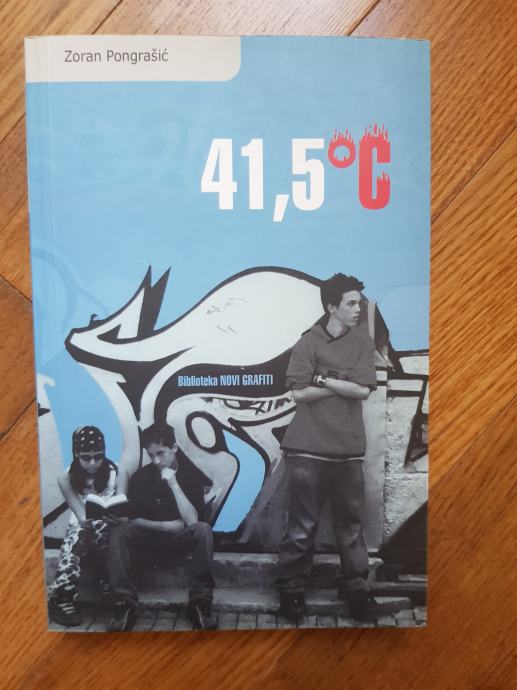 Zoran Pongrašić
41,5°C
Biblioteka NOVI GRAFITI